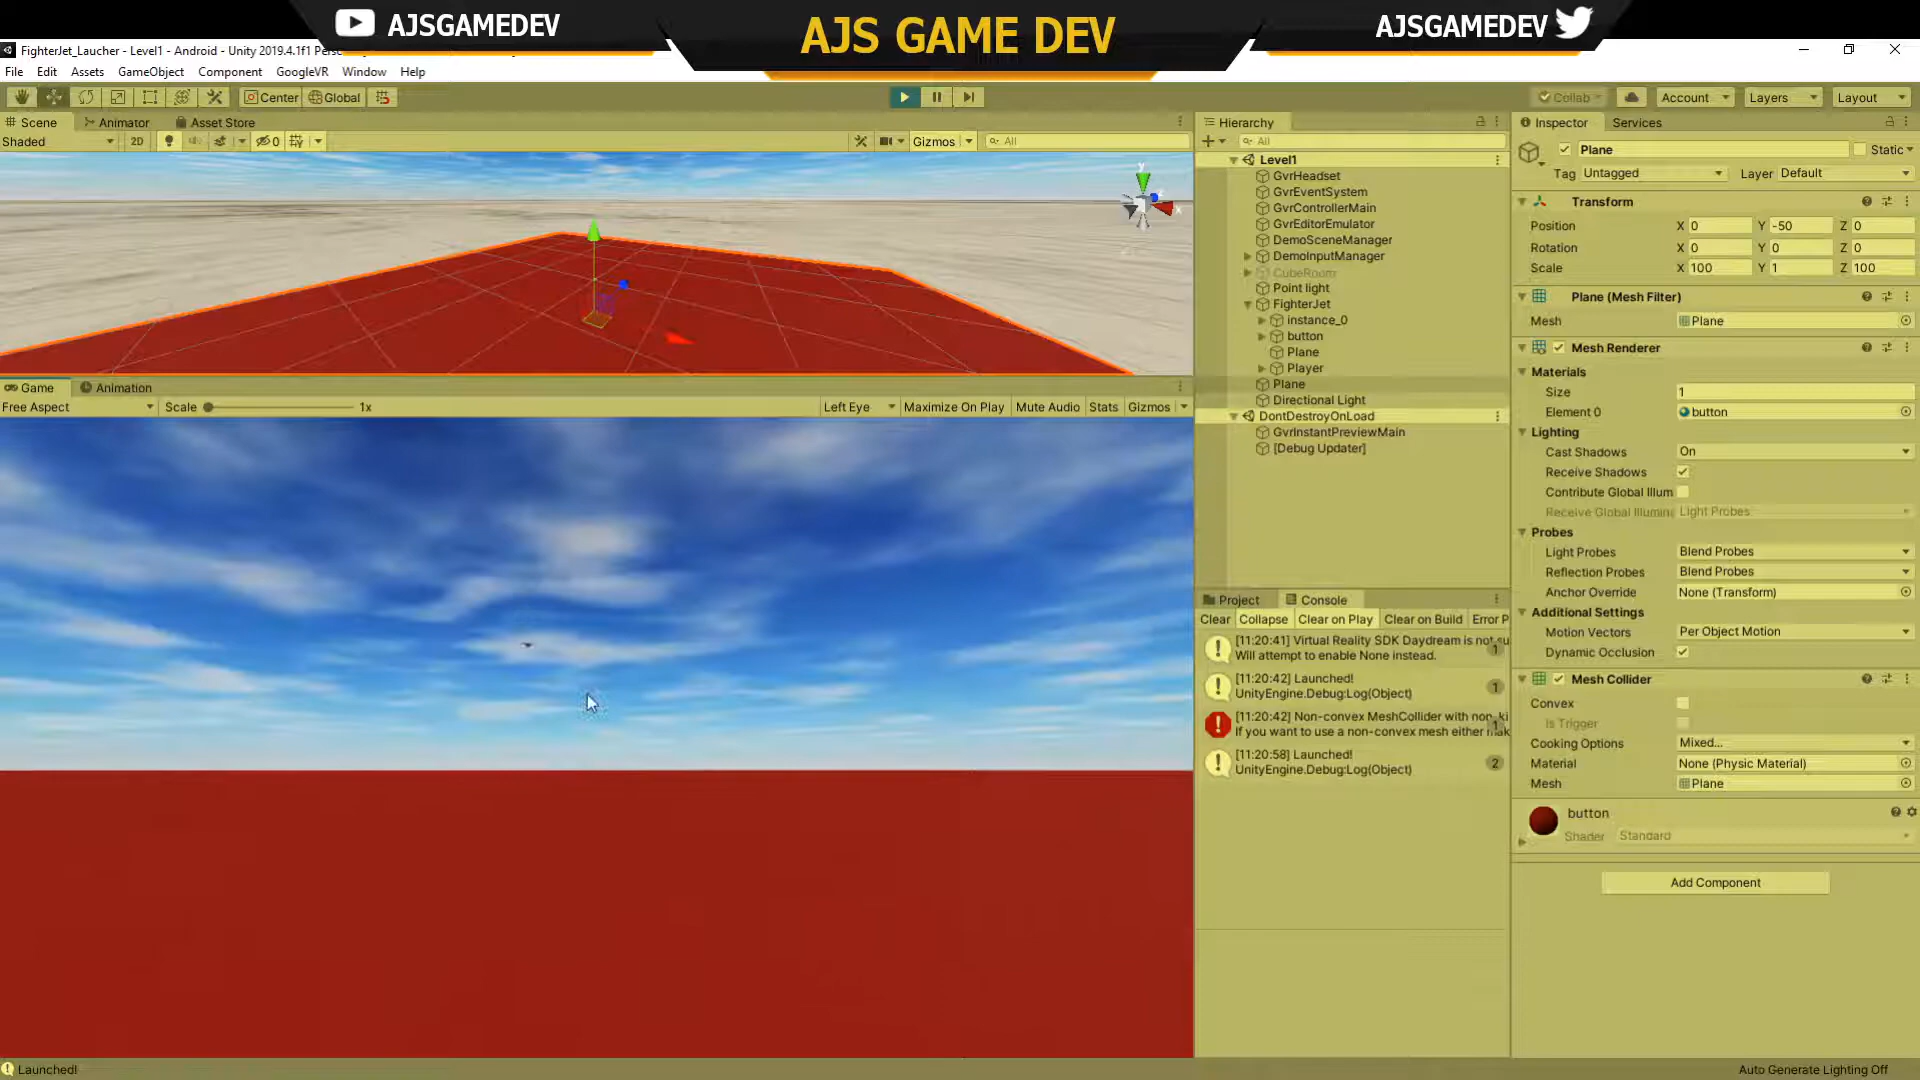 AJSGAMEDEV
AJS GAME DEV
AJSGAMEDEV
FighterJet_Laucher - Level1 - Android - Unity 2019.4.1f1 Perso
File Edit Assets GameObject Component GoogleVR Window Help
Center Global
Collab Account Layers Layout
Scene Animator Asset Store
Shaded 2D 0 Gizmos All
Hierarchy
All
Level1
GvrHeadset
GvrEventSystem
GvrControllerMain
GvrEditorEmulator
DemoSceneManager
DemoInputManager
CubeRoom
Point light
FighterJet
instance_0
button
Plane
Player
Plane
Directional Light
DontDestroyOnLoad
GvrInstantPreviewMain
[Debug Updater]
Inspector Services
Plane Static
Tag Untagged Layer Default
Transform
Position X 0 Y -50 Z 0
Rotation X 0 Y 0 Z 0
Scale X 100 Y 1 Z 100
Plane (Mesh Filter)
Mesh Plane
Mesh Renderer
Materials
Size 1
Element 0 button
Lighting
Cast Shadows On
Receive Shadows
Contribute Global Illum
Receive Global Illumina Light Probes
Probes
Light Probes Blend Probes
Reflection Probes Blend Probes
Anchor Override None (Transform)
Additional Settings
Motion Vectors Per Object Motion
Dynamic Occlusion
Mesh Collider
Convex
Is Trigger
Cooking Options Mixed...
Material None (Physic Material)
Mesh Plane
button
Shader Standard
Add Component
Game Animation
Free Aspect Scale 1x Left Eye Maximize On Play Mute Audio Stats Gizmos
Project Console
Clear Collapse Clear on Play Clear on Build Error P
[11:20:41] Virtual Reality SDK Daydream is not su
Will attempt to enable None instead. 1
[11:20:42] Launched!
UnityEngine.Debug:Log(Object) 1
[11:20:42] Non-convex MeshCollider with non-ki
If you want to use a non-convex mesh either mak 1
[11:20:58] Launched!
UnityEngine.Debug:Log(Object) 2
Launched!
Auto Generate Lighting Off